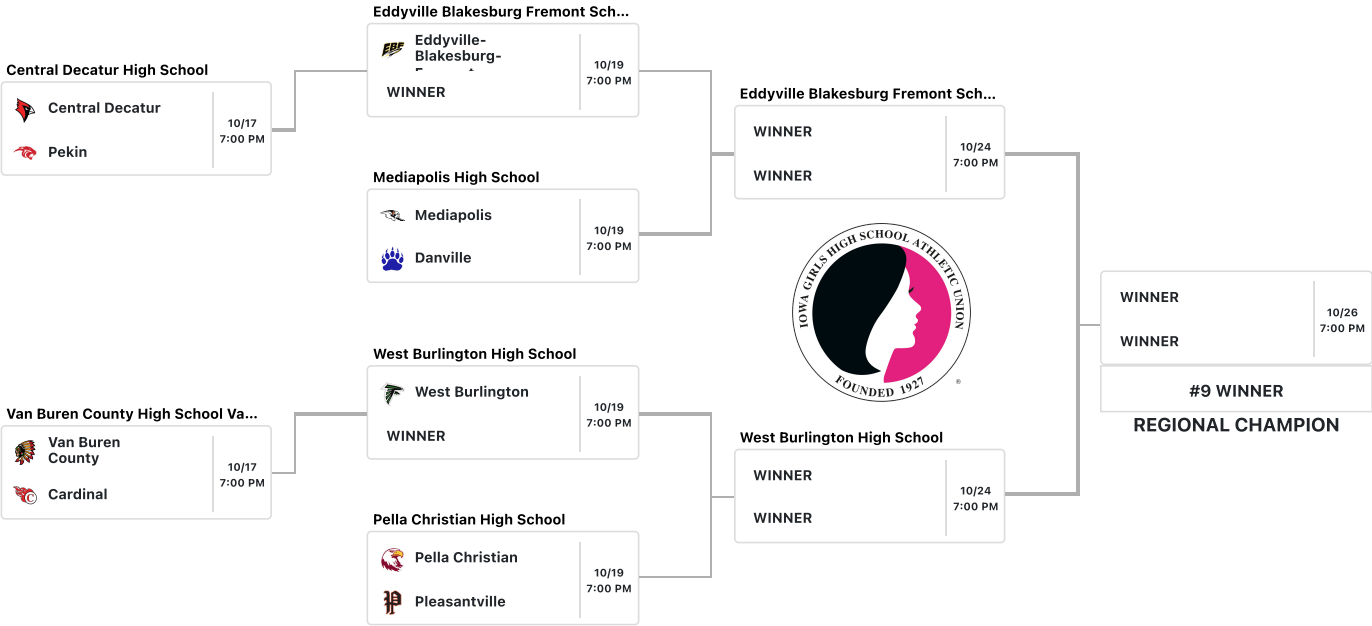 Eddyville Blakesburg Fremont Sch...
EBF
Eddyville-
Blakesburg-
WINNER
10/19
7:00 PM
Central Decatur High School
Central Decatur
Pekin
10/17
7:00 PM
Mediapolis High School
Mediapolis
Danville
10/19
7:00 PM
Eddyville Blakesburg Fremont Sch...
WINNER
WINNER
10/24
7:00 PM
IOWA GIRLS HIGH SCHOOL ATHLETIC UNION
FOUNDED 1927
®
WINNER
WINNER
10/26
7:00 PM
#9 WINNER
REGIONAL CHAMPION
West Burlington High School
West Burlington
WINNER
10/19
7:00 PM
Van Buren County High School Va...
Van Buren
County
C
Cardinal
10/17
7:00 PM
West Burlington High School
WINNER
WINNER
10/24
7:00 PM
Pella Christian High School
Pella Christian
P
Pleasantville
10/19
7:00 PM